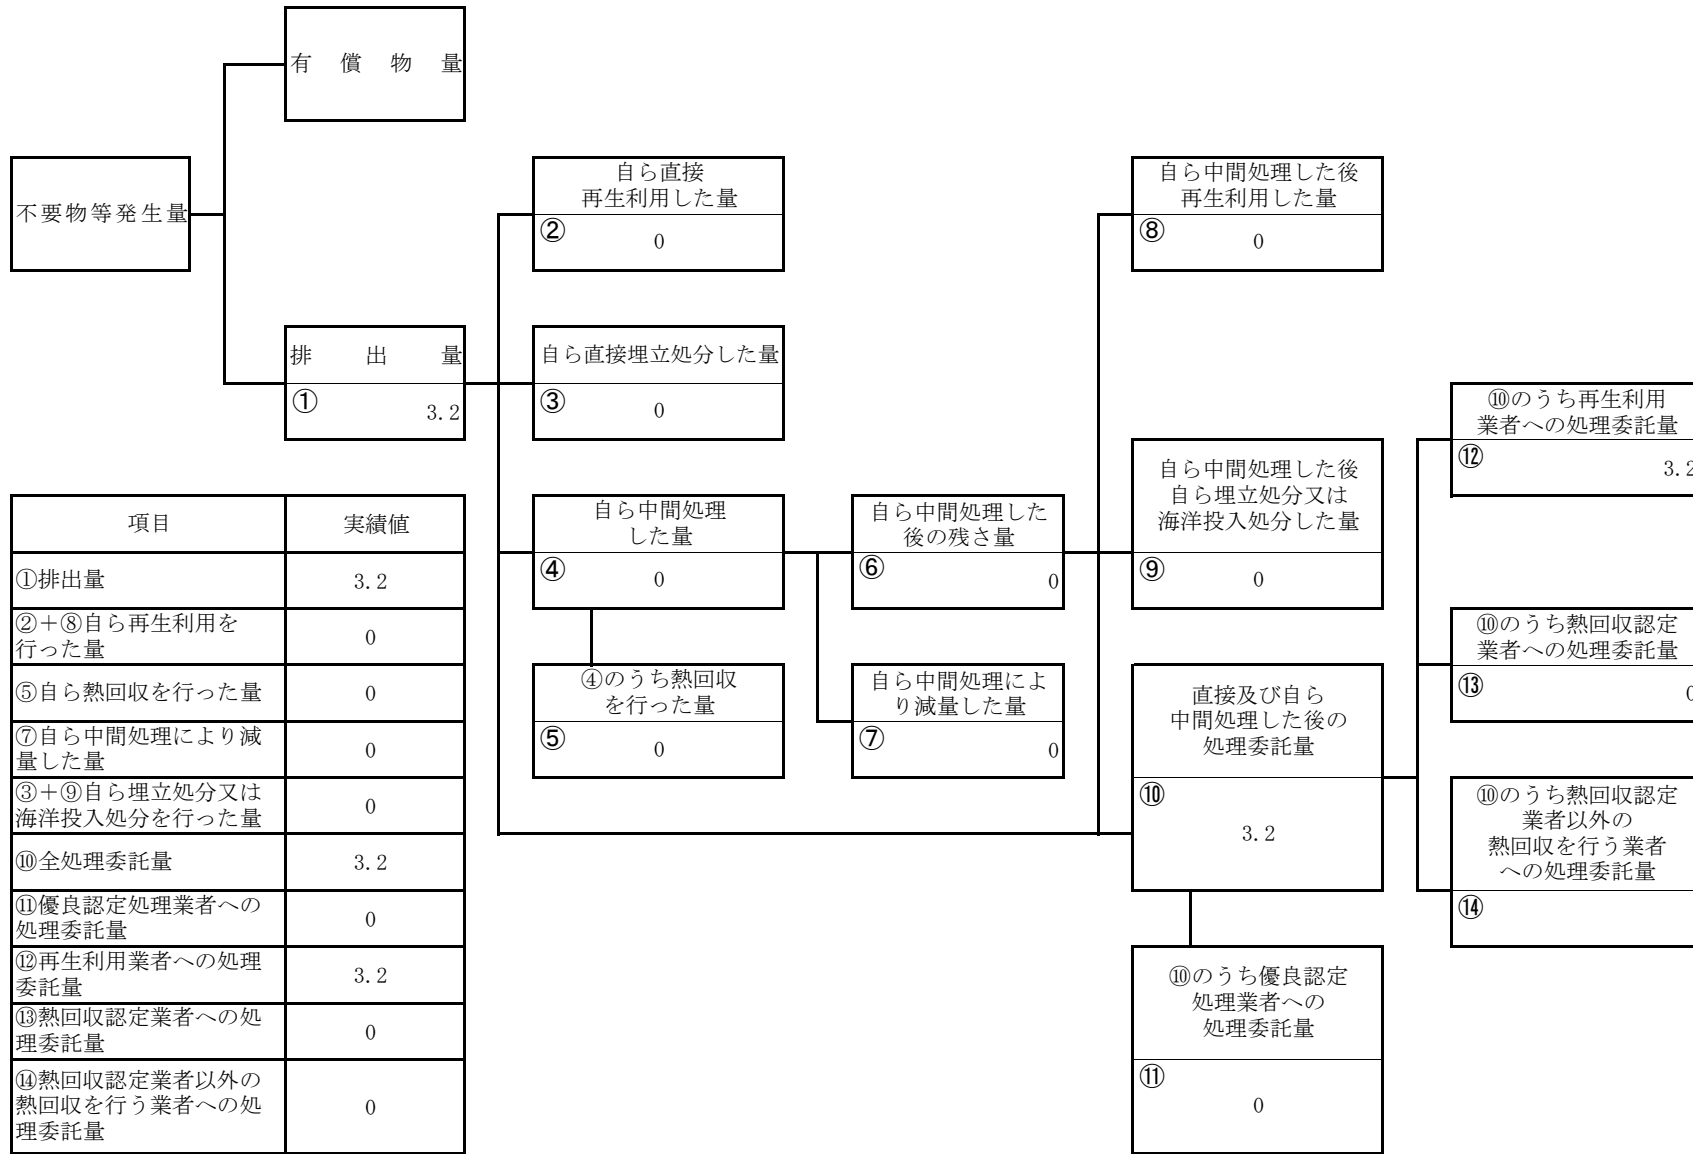 有償物量
不要物等発生量
自ら直接
再生利用した量
②
0
自ら中間処理した後
再生利用した量
⑧
0
排出量
①
3.2
自ら直接埋立処分した量
③
0
⑩のうち再生利用
業者への処理委託量
⑫
3.2
自ら中間処理
した量
④
0
自ら中間処理した
後の残さ量
⑥
0
自ら中間処理した後
自ら埋立処分又は
海洋投入処分した量
⑨
0
④のうち熱回収
を行った量
⑤
0
自ら中間処理によ
り減量した量
⑦
0
直接及び自ら
中間処理した後の
処理委託量
⑩
3.2
⑩のうち熱回収認定
業者への処理委託量
⑬
0
⑩のうち熱回収認定
業者以外の
熱回収を行う業者
への処理委託量
⑭
⑩のうち優良認定
処理業者への
処理委託量
⑪
0
項目 実績値
①排出量 3.2
②＋⑧自ら再生利用を
行った量 0
⑤自ら熱回収を行った量 0
⑦自ら中間処理により減
量した量 0
③＋⑨自ら埋立処分又は
海洋投入処分を行った量 0
⑩全処理委託量 3.2
⑪優良認定処理業者への
処理委託量 0
⑫再生利用業者への処理
委託量 3.2
⑬熱回収認定業者への処
理委託量 0
⑭熱回収認定業者以外の
熱回収を行う業者への処
理委託量 0